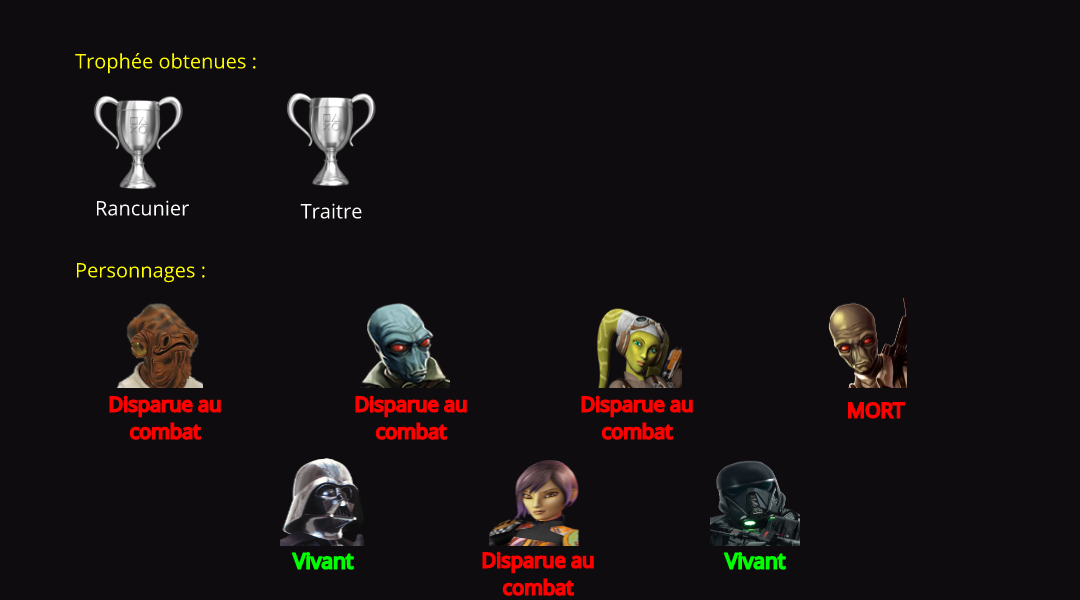 Trophée obtenues :
Rancunier
Traitre
Personnages :
Disparue au
combat
Disparue au
combat
Disparue au
combat
MORT
Vivant
Disparue au
combat
Vivant